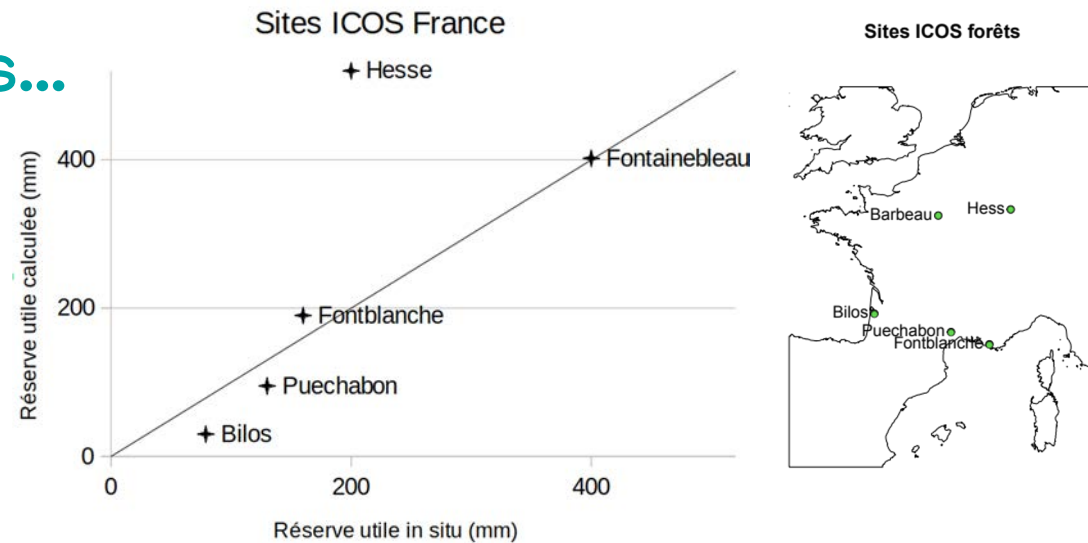 s...
Sites ICOS France
Hesse
400
Fontainebleau
Réserve utile calculée (mm)
200
Fontblanche
Puechabon
Bilos
0
0
200
400
Réserve utile in situ (mm)
Sites ICOS forêts
Barbeau
Hess
Bilos
Puechabon
Fontblanche